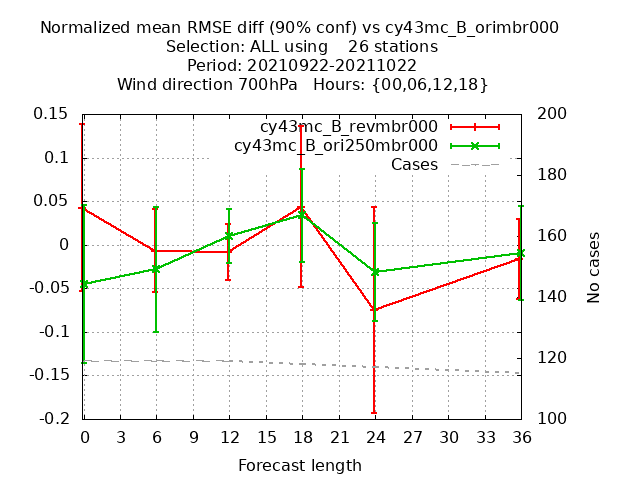 Normalized mean RMSE diff (90% conf) vs cy43mc_B_orimbr000
Selection: ALL using    26 stations
Period: 20210922-20211022
Wind direction 700hPa   Hours: {00,06,12,18}
cy43mc_B_revmbr000
cy43mc_B_ori250mbr000
Cases
0.15
0.1
0.05
0
-0.05
-0.1
-0.15
-0.2
200
180
160
140
120
100
No cases
0 3 6 9 12 15 18 21 24 27 30 33 36
Forecast length